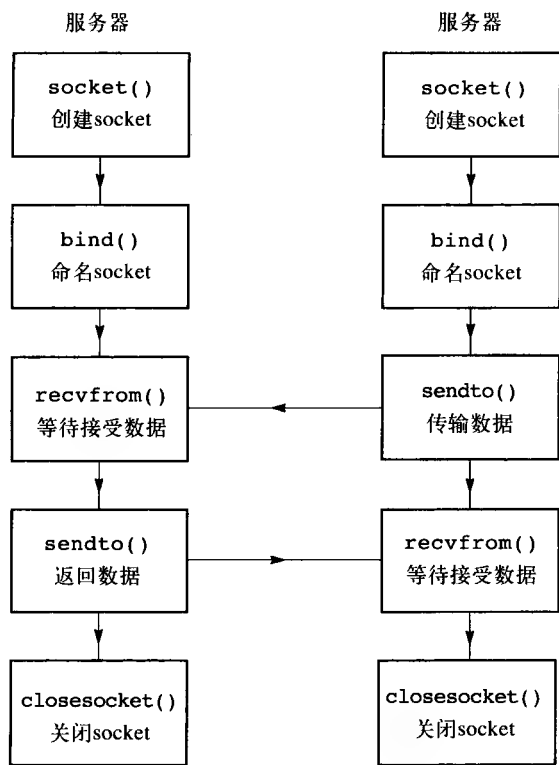 服务器
socket()
创建socket
bind()
命名socket
recvfrom()
等待接受数据
sendto()
返回数据
closesocket()
关闭socket
服务器
socket()
创建socket
bind()
命名socket
sendto()
传输数据
recvfrom()
等待接受数据
closesocket()
关闭socket